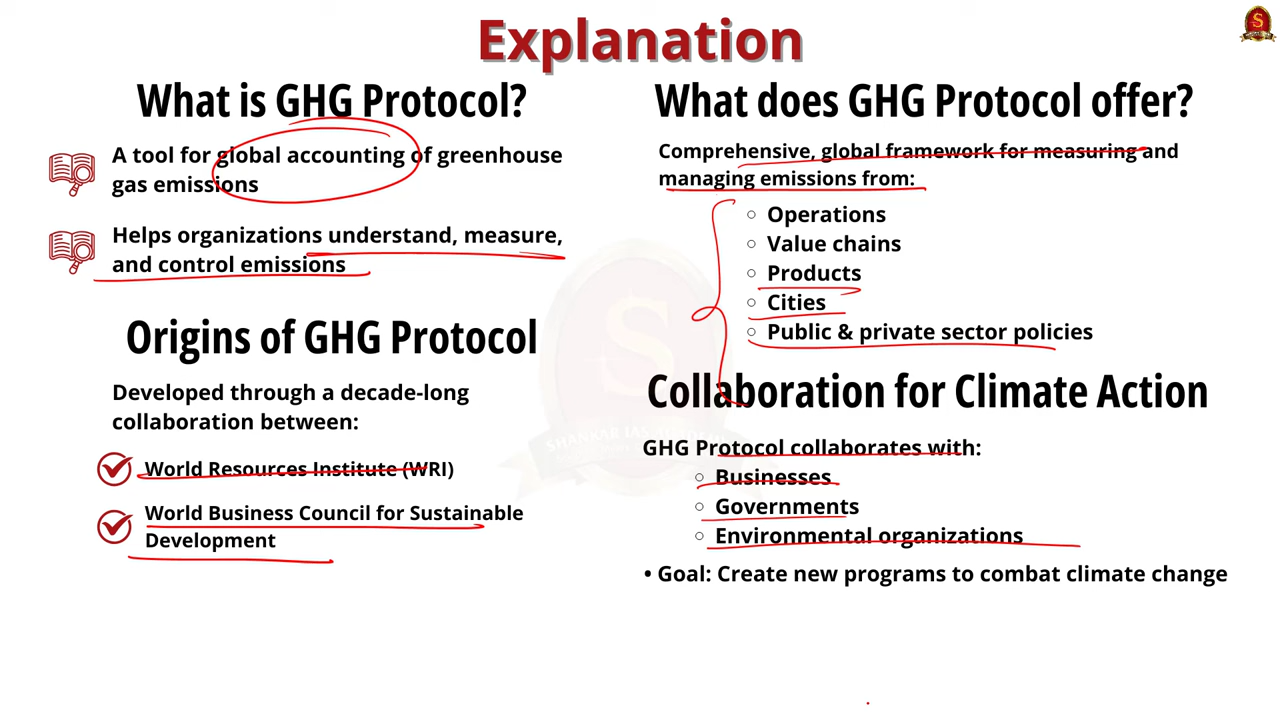 Explanation
What is GHG Protocol?
A tool for global accounting of greenhouse
gas emissions
Helps organizations understand, measure,
and control emissions
Origins of GHG Protocol
Developed through a decade-long
collaboration between:
World Resources Institute (WRI)
World Business Council for Sustainable
Development
What does GHG Protocol offer?
Comprehensive, global framework for measuring and
managing emissions from:
Operations
Value chains
Products
Cities
Public & private sector policies
Collaboration for Climate Action
GHG Protocol collaborates with:
Businesses
Governments
Environmental organizations
• Goal: Create new programs to combat climate change
S
SHANKAR IAS ACADEMY